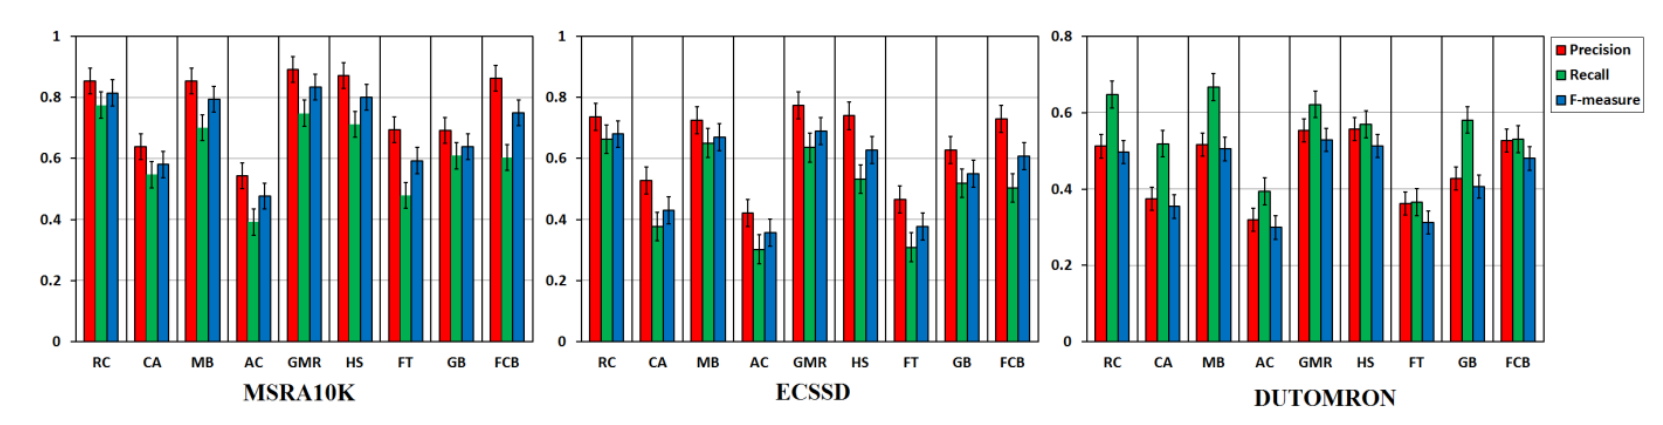 1 0.8 0.6 0.4 0.2 0
RC CA MB AC GMR HS FT GB FCB
MSRA10K
1 0.8 0.6 0.4 0.2 0
RC CA MB AC GMR HS FT GB FCB
ECSSD
0.8 0.6 0.4 0.2 0
RC CA MB AC GMR HS FT GB FCB
DUTOMRON
Precision
Recall
F-measure